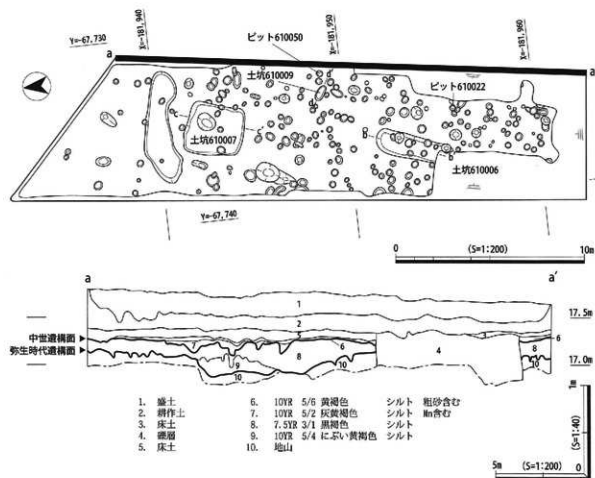 Y=-67,730
X=-181,940
ピット610050
X=-181,950
X=-181,960
a
土坑610009
ピット610022
a
c
c'
土坑610007
土坑610006
Y=-67,740
0 (S=1:200) 10m
a a'
1
17.5m
2
中世遺構面
弥生時代遺構面
7 6 8 4 6 8
9 10 10 10
17.0m
1m
1. 盛土 6. 10YR 5/6 黄褐色 シルト 粗砂含む
2. 耕作土 7. 10YR 5/2 灰黄褐色 シルト Mn含む
3. 床土 8. 7.5YR 3/1 黒褐色 シルト
4. 礫層 9. 10YR 5/4 にぶい黄褐色 シルト
5. 床土 10. 地山
(S=1:40)
5m (S=1:200) 0